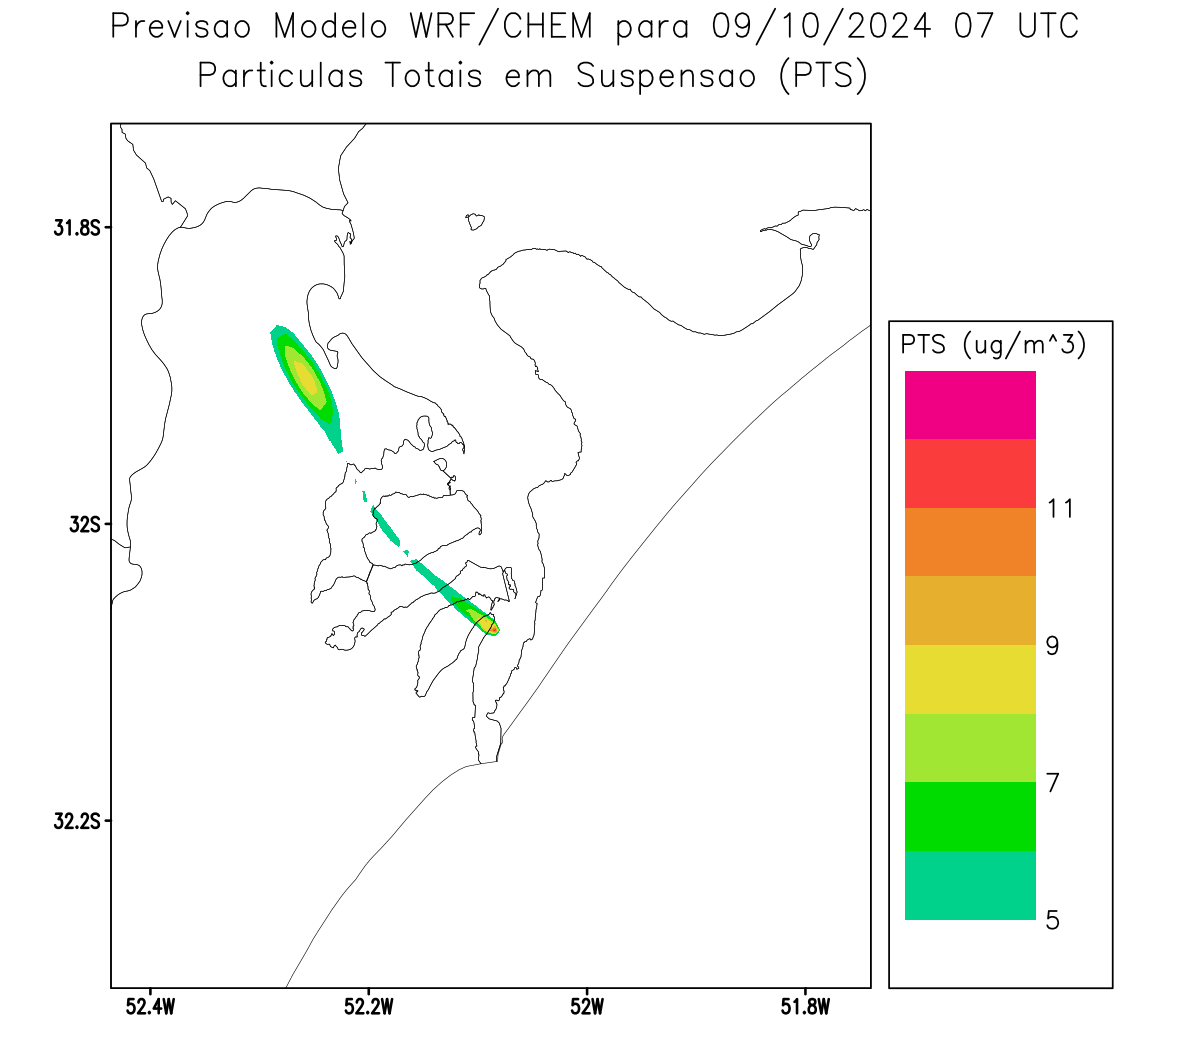 Previsao Modelo WRF/CHEM para 09/10/2024 07 UTC
Particulas Totais em Suspensao (PTS)
31.8S
32S
32.2S
52.4W
52.2W
52W
51.8W
PTS (ug/m^3)
11
9
7
5